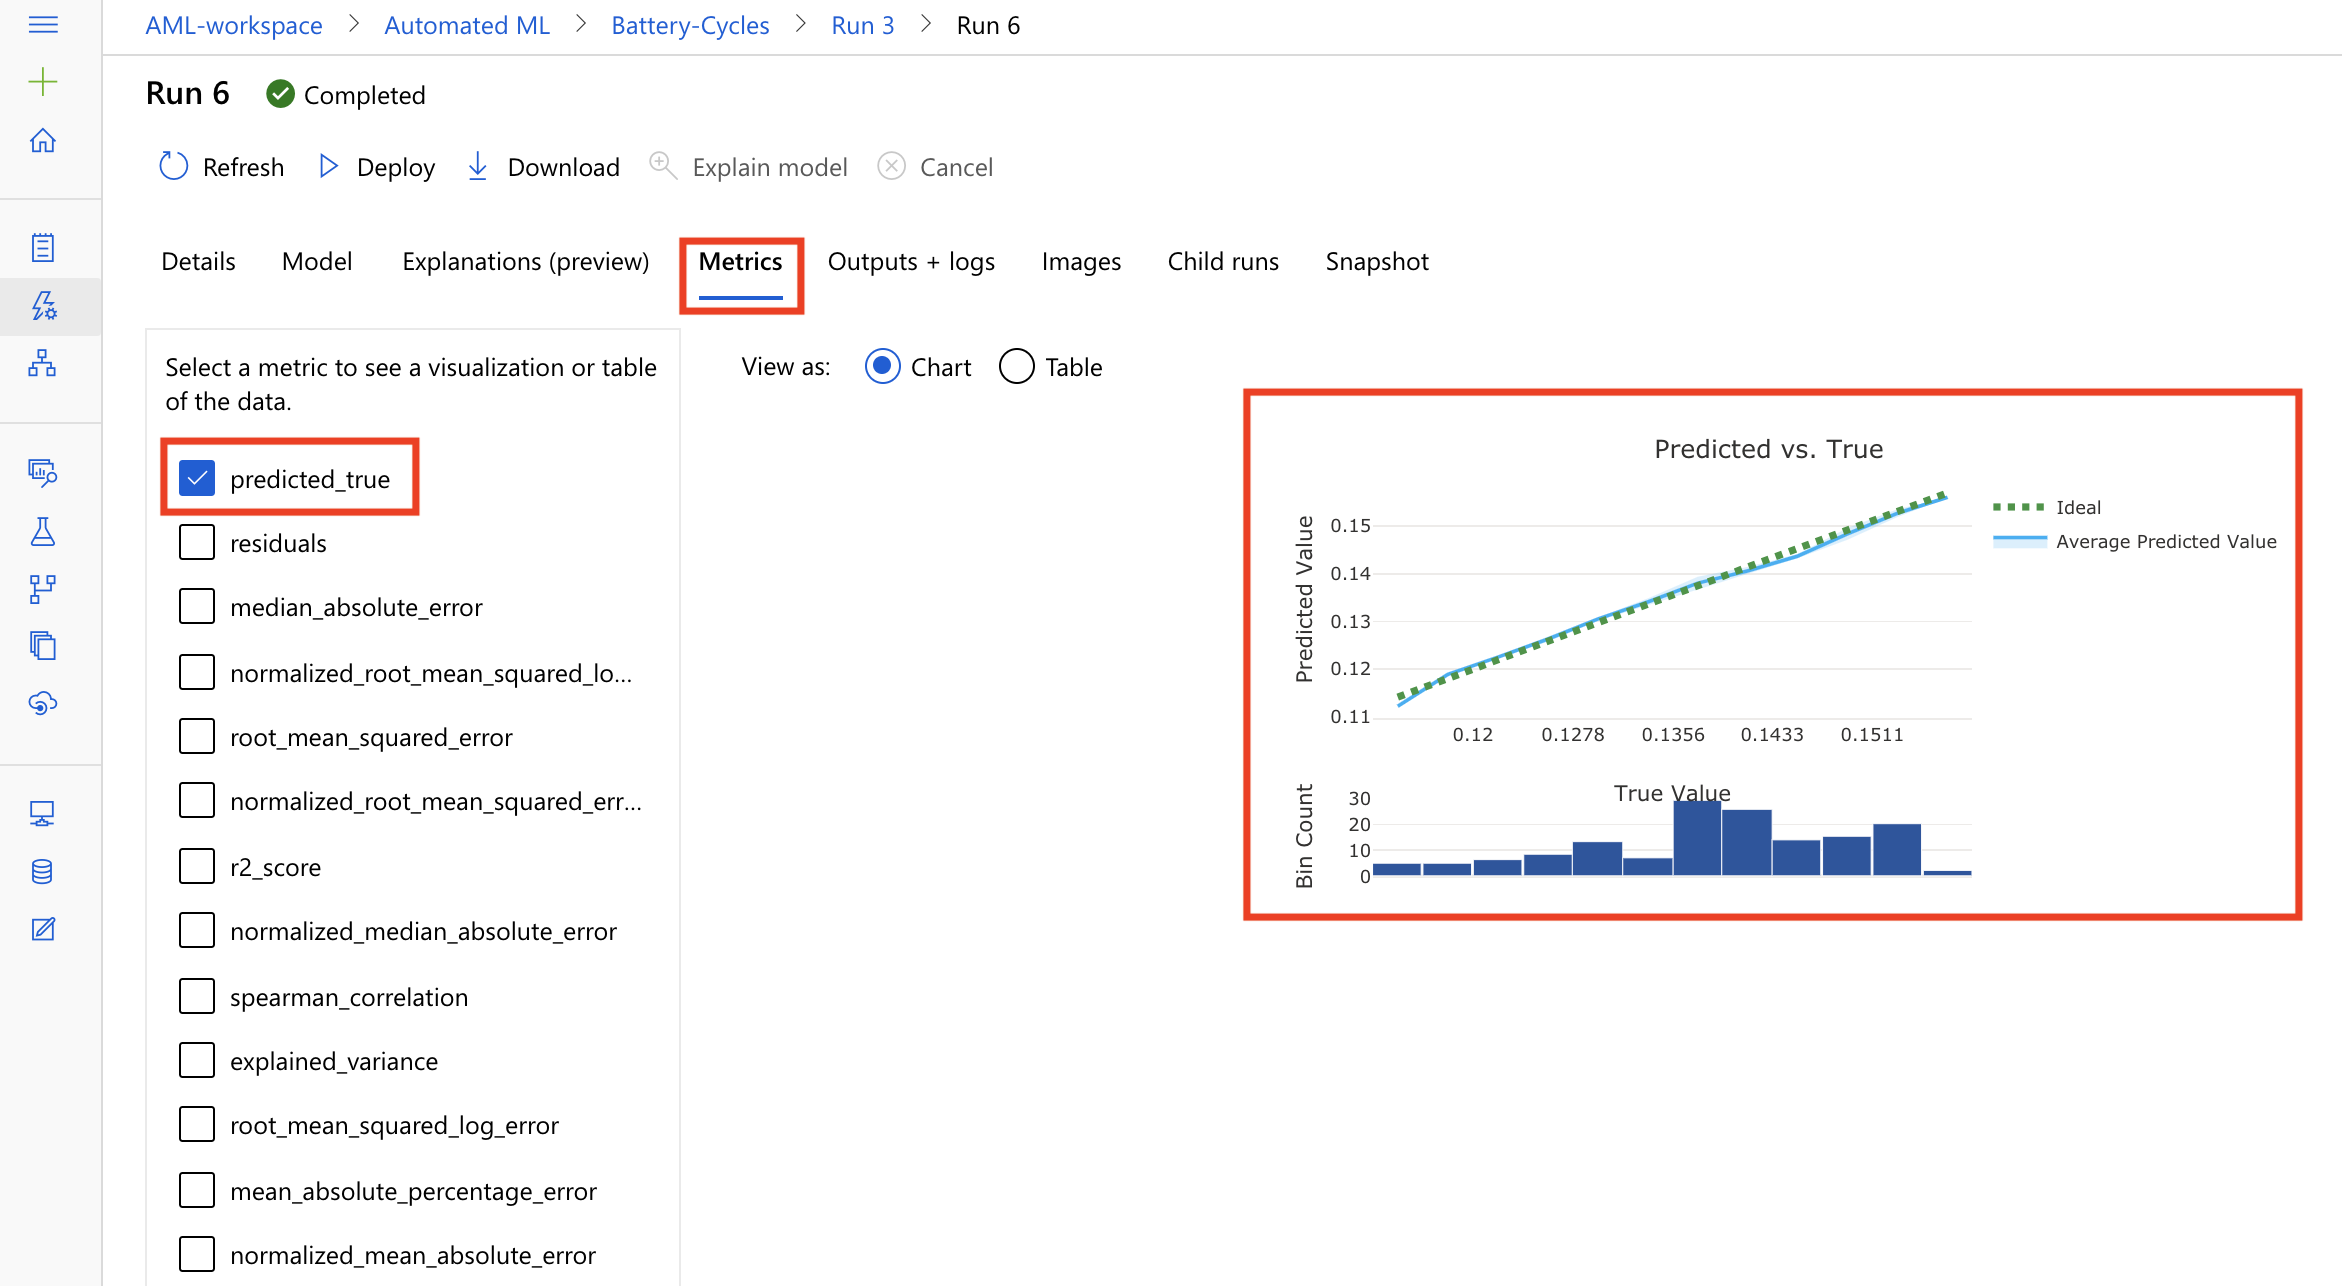 AML-workspace > Automated ML > Battery-Cycles > Run 3 > Run 6
Run 6 Completed
Refresh Deploy Download Explain model Cancel
Details Model Explanations (preview) Metrics Outputs + logs Images Child runs Snapshot
Select a metric to see a visualization or table
of the data.
predicted_true
residuals
median_absolute_error
normalized_root_mean_squared_lo...
root_mean_squared_error
normalized_root_mean_squared_err...
r2_score
normalized_median_absolute_error
spearman_correlation
explained_variance
root_mean_squared_log_error
mean_absolute_percentage_error
normalized_mean_absolute_error
View as: Chart Table
Predicted vs. True
Predicted Value
0.15
0.14
0.13
0.12
0.11
0.12 0.1278 0.1356 0.1433 0.1511
True Value
Ideal
Average Predicted Value
Bin Count
30
20
10
0